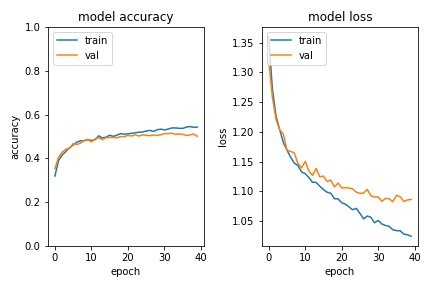 model accuracy
1.0
0.8
0.6
0.4
0.2
0.0
accuracy
0
10
20
30
40
epoch
train
val
model loss
1.35
1.30
1.25
1.20
1.15
1.10
1.05
loss
0
10
20
30
40
epoch
train
val